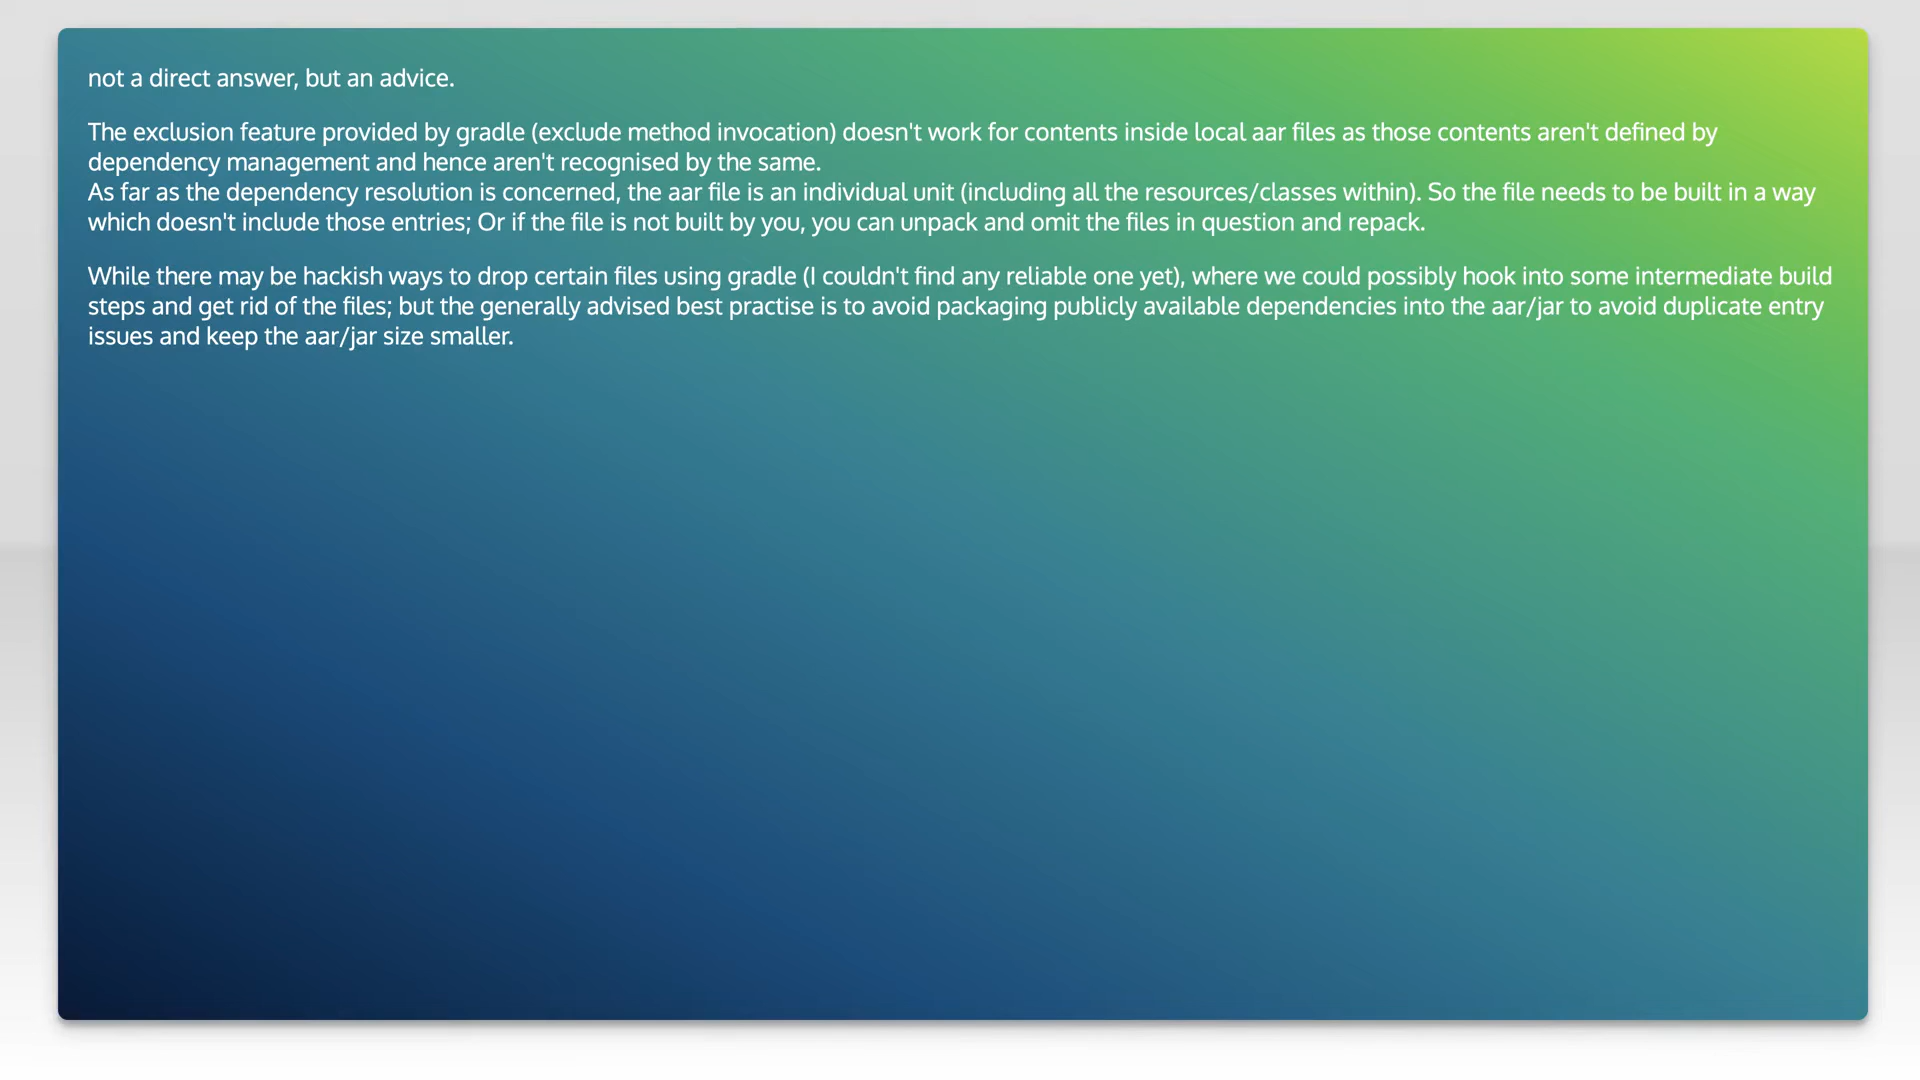 not a direct answer, but an advice.
The exclusion feature provided by gradle (exclude method invocation) doesn't work for contents inside local aar files as those contents aren't defined by
dependency management and hence aren't recognised by the same.
As far as the dependency resolution is concerned, the aar file is an individual unit (including all the resources/classes within). So the file needs to be built in a way
which doesn't include those entries; Or if the file is not built by you, you can unpack and omit the files in question and repack.
While there may be hackish ways to drop certain files using gradle (I couldn't find any reliable one yet), where we could possibly hook into some intermediate build
steps and get rid of the files; but the generally advised best practise is to avoid packaging publicly available dependencies into the aar/jar to avoid duplicate entry
issues and keep the aar/jar size smaller.